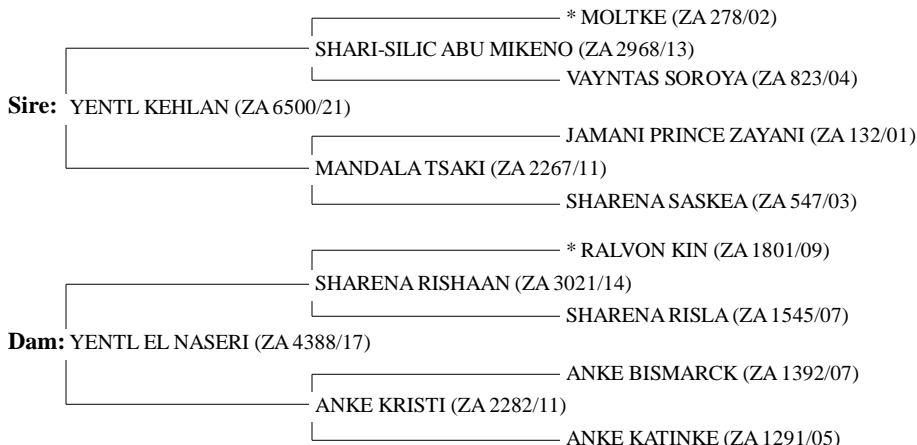 * MOLTKE (ZA 278/02)
SHARI-SILIC ABU MIKENO (ZA 2968/13)
VAYNTAS SOROYA (ZA 823/04)
Sire: YENTL KEHLAN (ZA 6500/21)
JAMANI PRINCE ZAYANI (ZA 132/01)
MANDALA TSAKI (ZA 2267/11)
SHARENA SASKEA (ZA 547/03)
* RALVON KIN (ZA 1801/09)
SHARENA RISHAAN (ZA 3021/14)
SHARENA RISLA (ZA 1545/07)
Dam: YENTL EL NASERI (ZA 4388/17)
ANKE BISMARCK (ZA 1392/07)
ANKE KRISTI (ZA 2282/11)
ANKE KATINKE (ZA 1291/05)